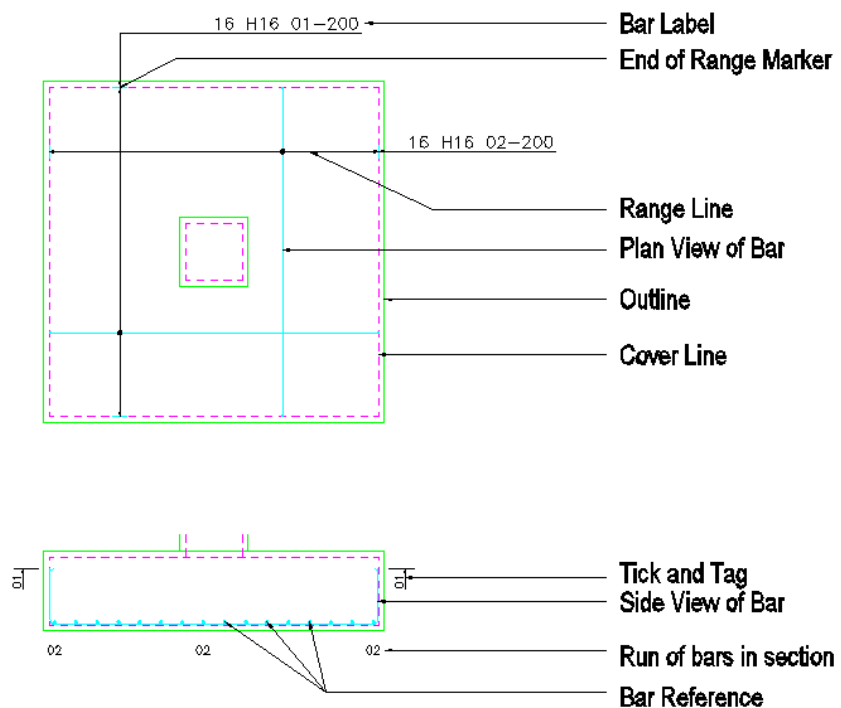 16 H16 01-200
Bar Label
End of Range Marker
16 H16 02-200
Range Line
Plan View of Bar
Outline
Cover Line
01
01
Tick and Tag
Side View of Bar
02 02 02
Run of bars in section
Bar Reference